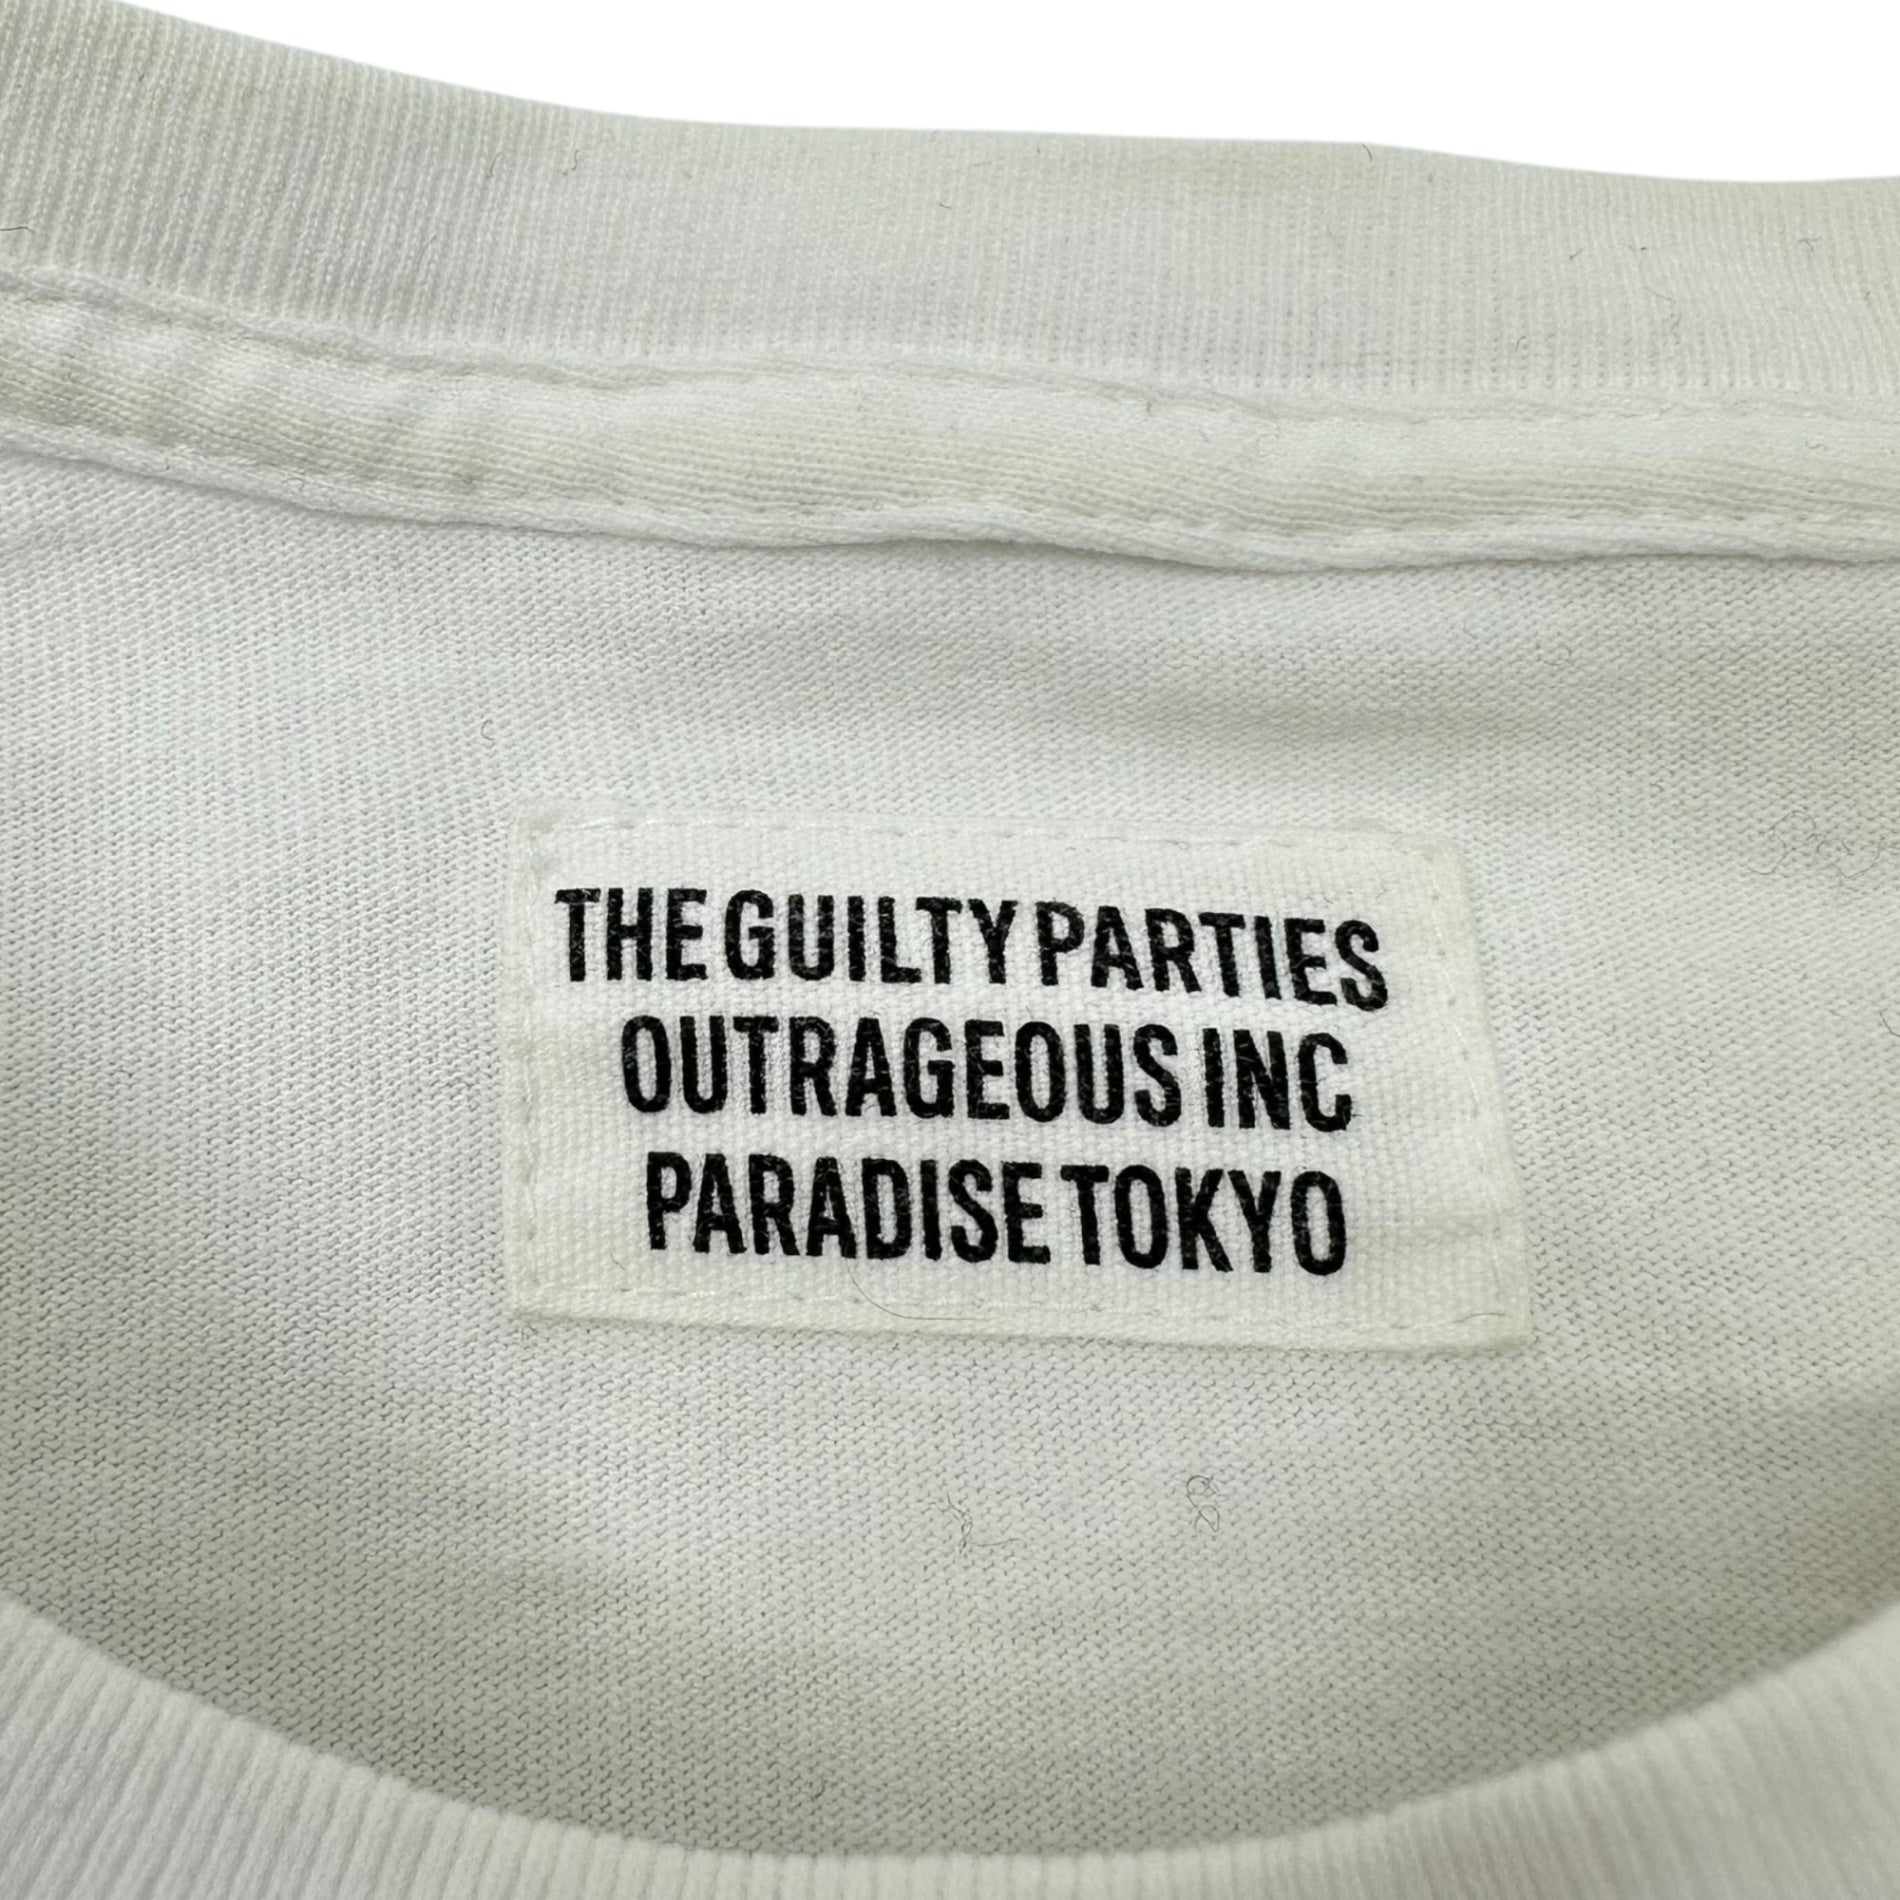 THE GUILTY PARTIES
OUTRAGEOUS INC
PARADISE TOKYO